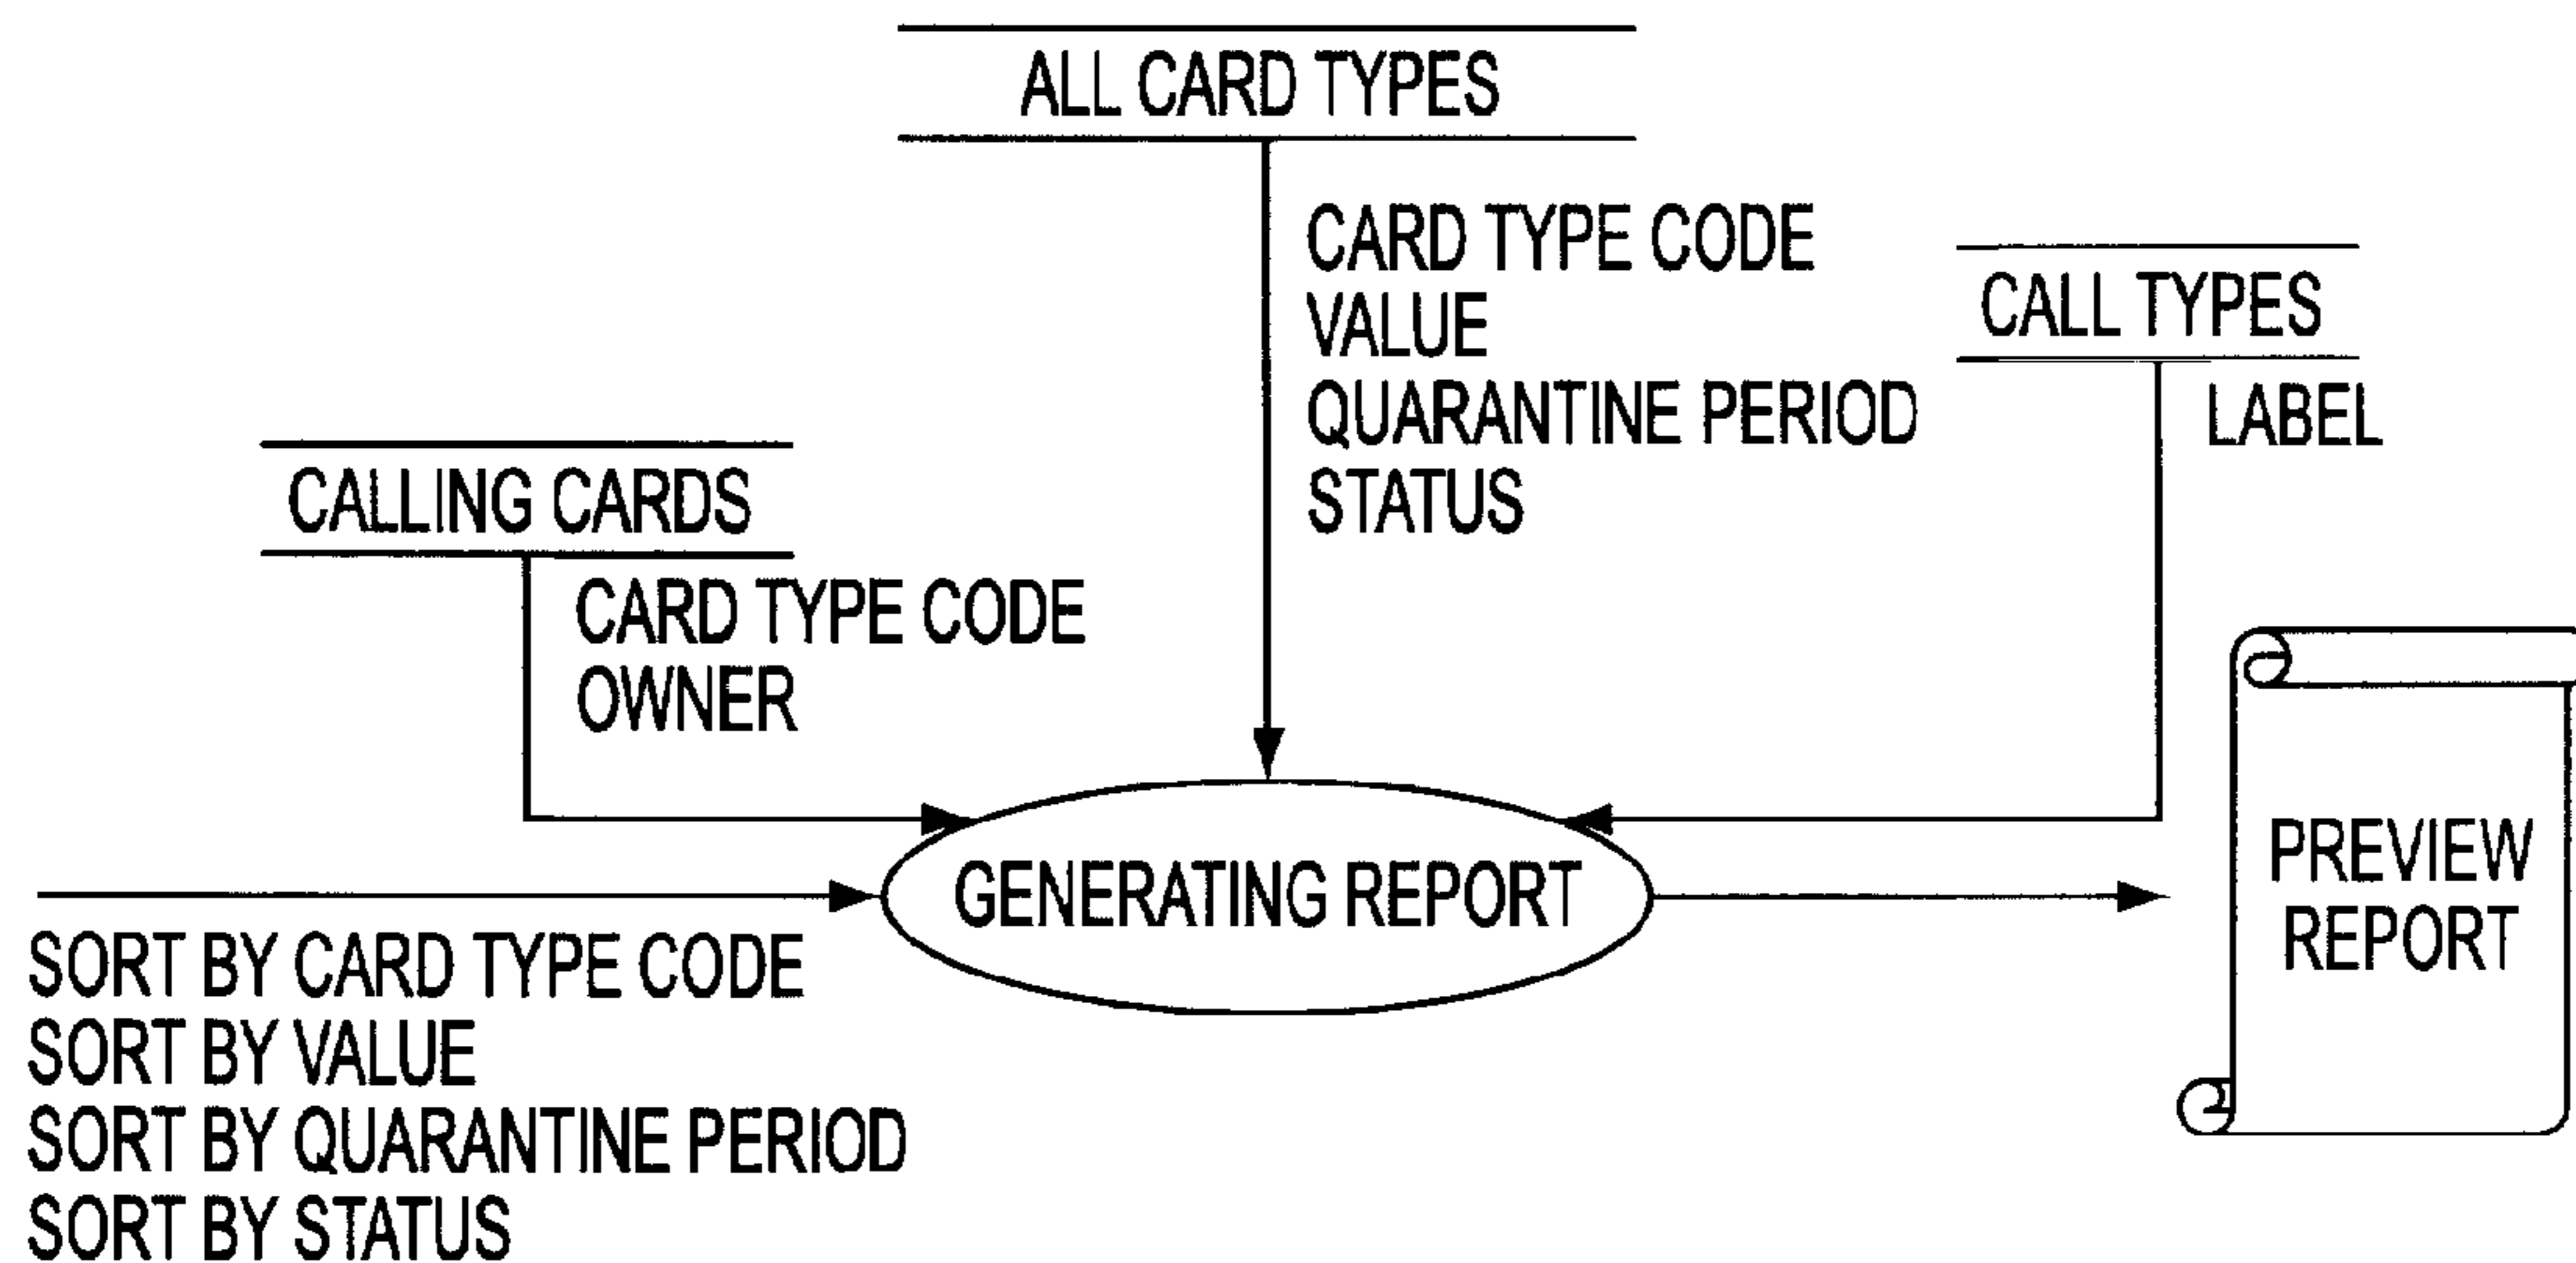 ALL CARD TYPES
CARD TYPE CODE
VALUE
QUARANTINE PERIOD
STATUS
CALL TYPES
LABEL
CALLING CARDS
CARD TYPE CODE
OWNER
GENERATING REPORT
PREVIEW
REPORT
SORT BY CARD TYPE CODE
SORT BY VALUE
SORT BY QUARANTINE PERIOD
SORT BY STATUS